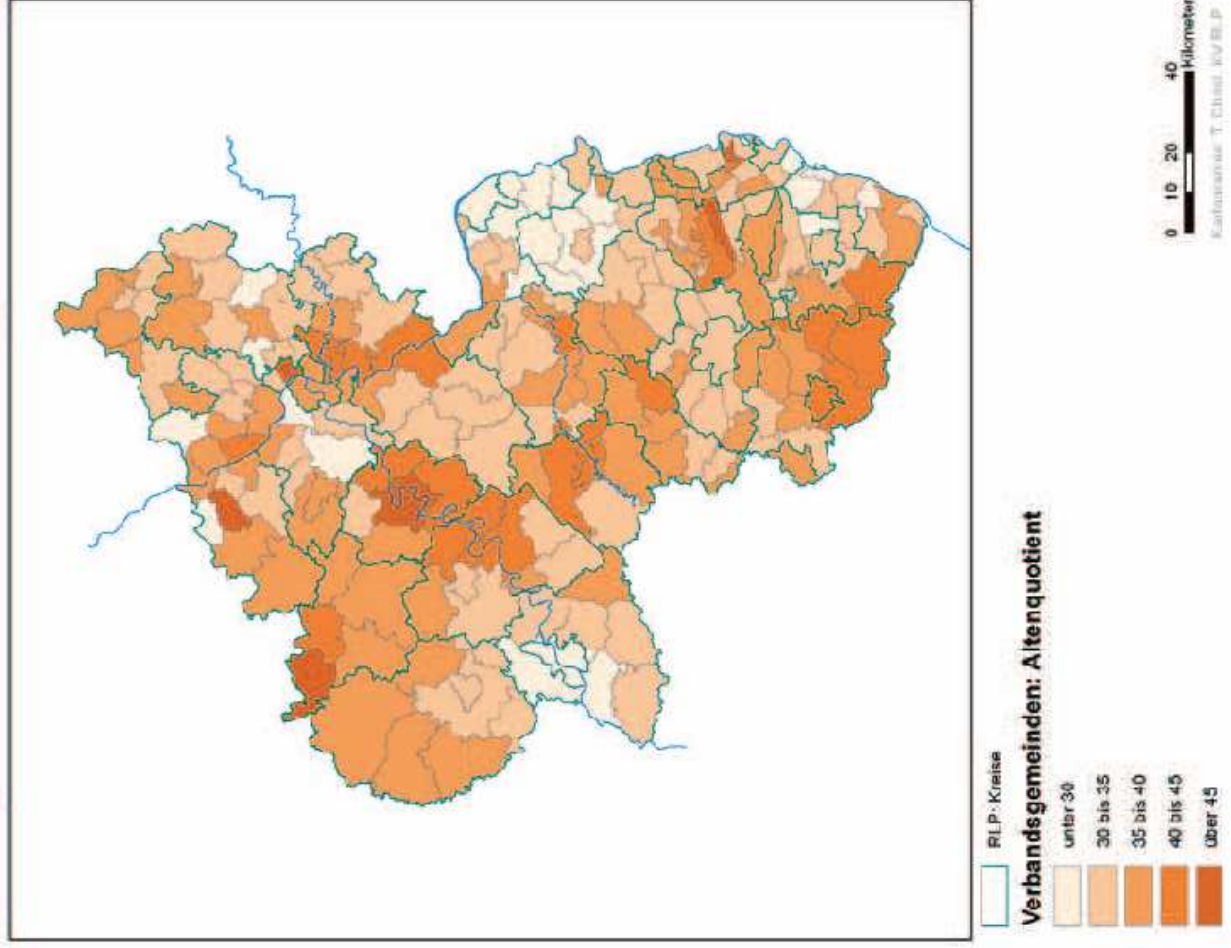 RLP-Kreise
Verbandsgemeinden: Altenquotient
unter 30
30 bis 35
35 bis 40
40 bis 45
über 45
0 10 20 40
Kilometer